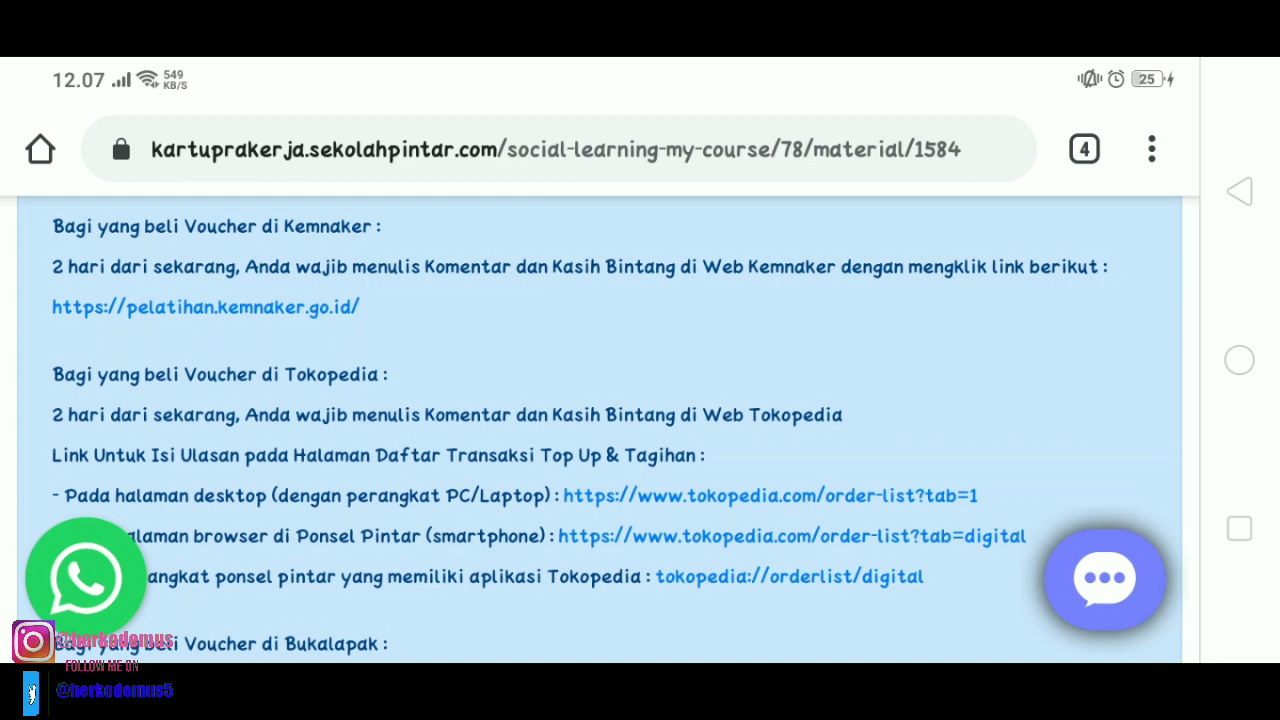 12.07 549 KB/S 25
kartuprakerja.sekolahpintar.com/social-learning-my-course/78/material/1584 4
Bagi yang beli Voucher di Kemnaker :
2 hari dari sekarang, Anda wajib menulis Komentar dan Kasih Bintang di Web Kemnaker dengan mengklik link berikut :
https://pelatihan.kemnaker.go.id/
Bagi yang beli Voucher di Tokopedia :
2 hari dari sekarang, Anda wajib menulis Komentar dan Kasih Bintang di Web Tokopedia
Link Untuk Isi Ulasan pada Halaman Daftar Transaksi Top Up & Tagihan :
- Pada halaman desktop (dengan perangkat PC/Laptop) : https://www.tokopedia.com/order-list?tab=1
alaman browser di Ponsel Pintar (smartphone) : https://www.tokopedia.com/order-list?tab=digital
angkat ponsel pintar yang memiliki aplikasi Tokopedia : tokopedia://orderlist/digital
Bagi yang beli Voucher di Bukalapak :
@herkodemus
FOLLOW ME ON
@herkodemus5